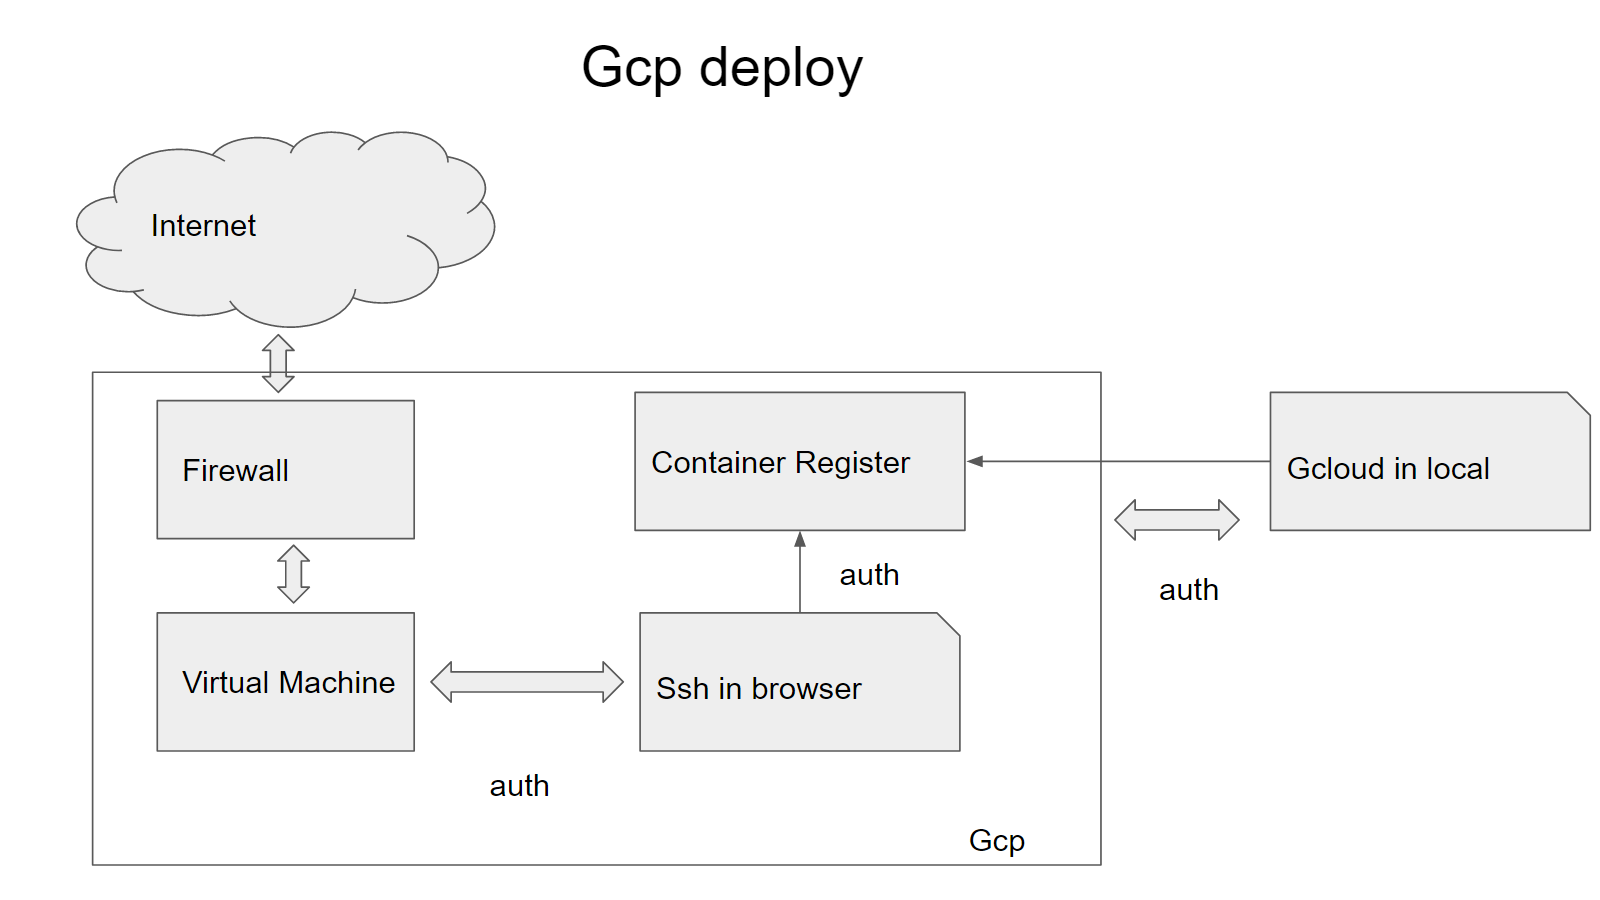 Gcp deploy
Internet
Firewall
Container Register
Gcloud in local
auth
auth
Virtual Machine
Ssh in browser
auth
Gcp